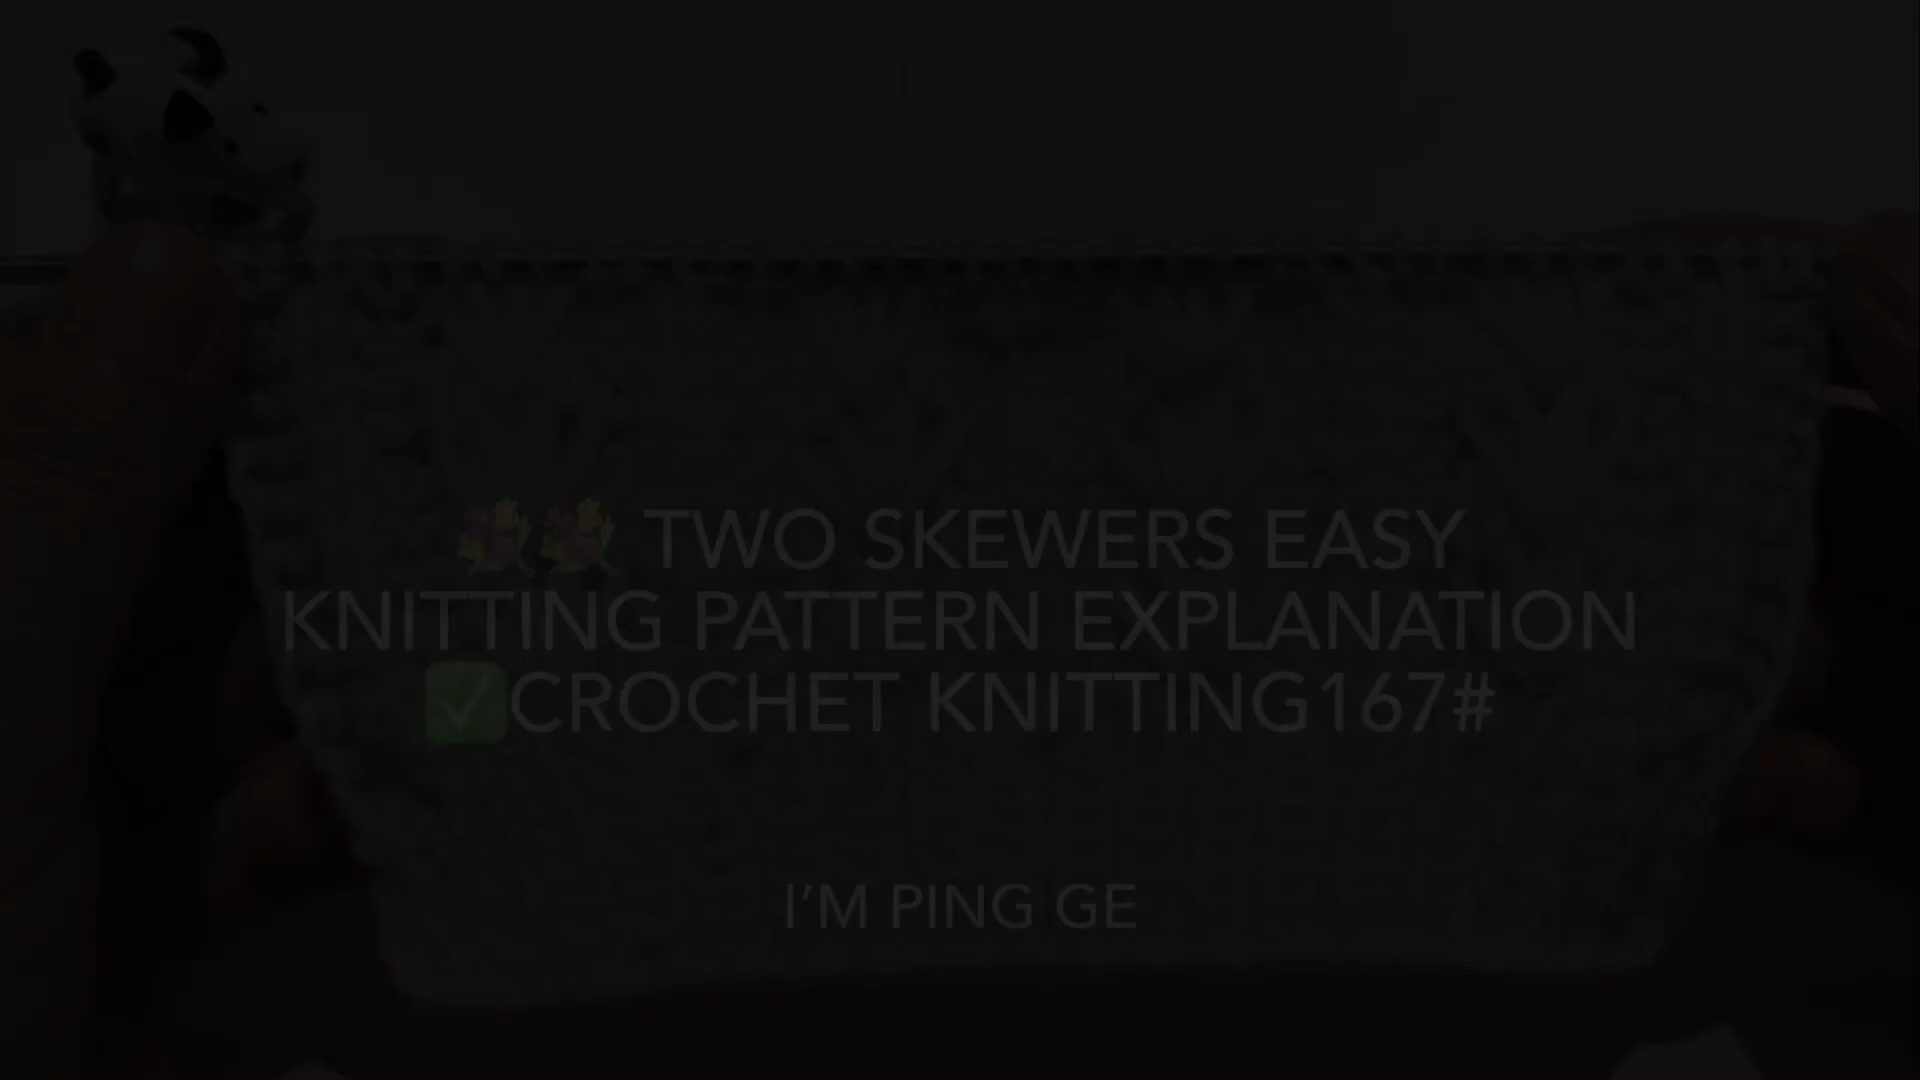 💐💐 TWO SKEWERS EASY
KNITTING PATTERN EXPLANATION
✅CROCHET KNITTING167#
I’M PING GE